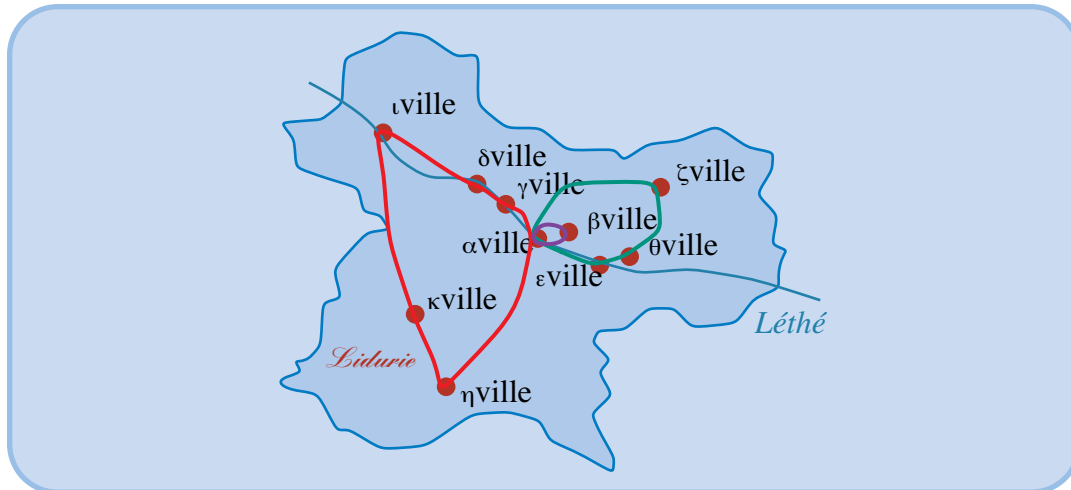 ιville
δville
γville
ζville
βville
αville
θville
εville
κville
Léthé
Lidurie
ηville